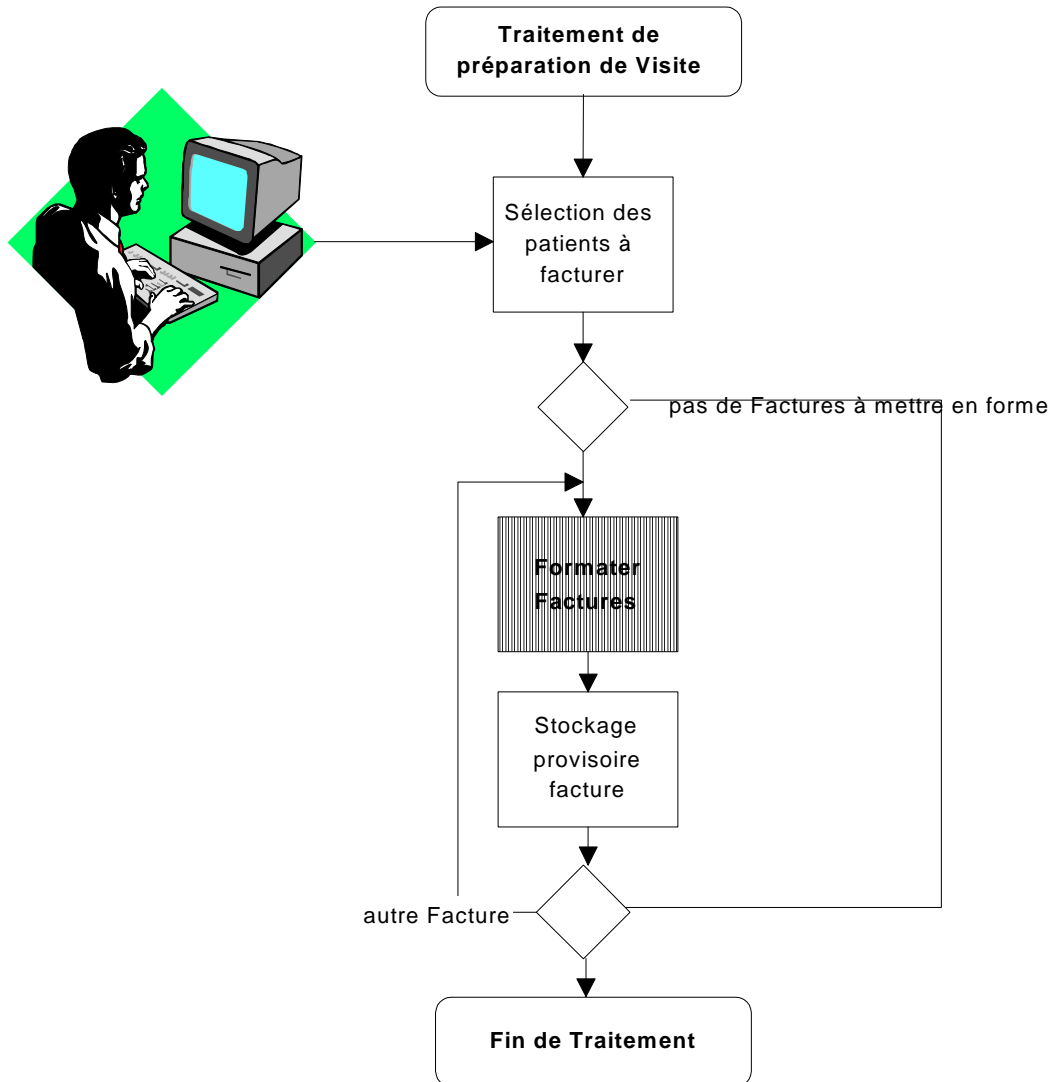 Traitement de
préparation de Visite
Sélection des
patients à
facturer
pas de Factures à mettre en forme
Formater
Factures
Stockage
provisoire
facture
autre Facture
Fin de Traitement